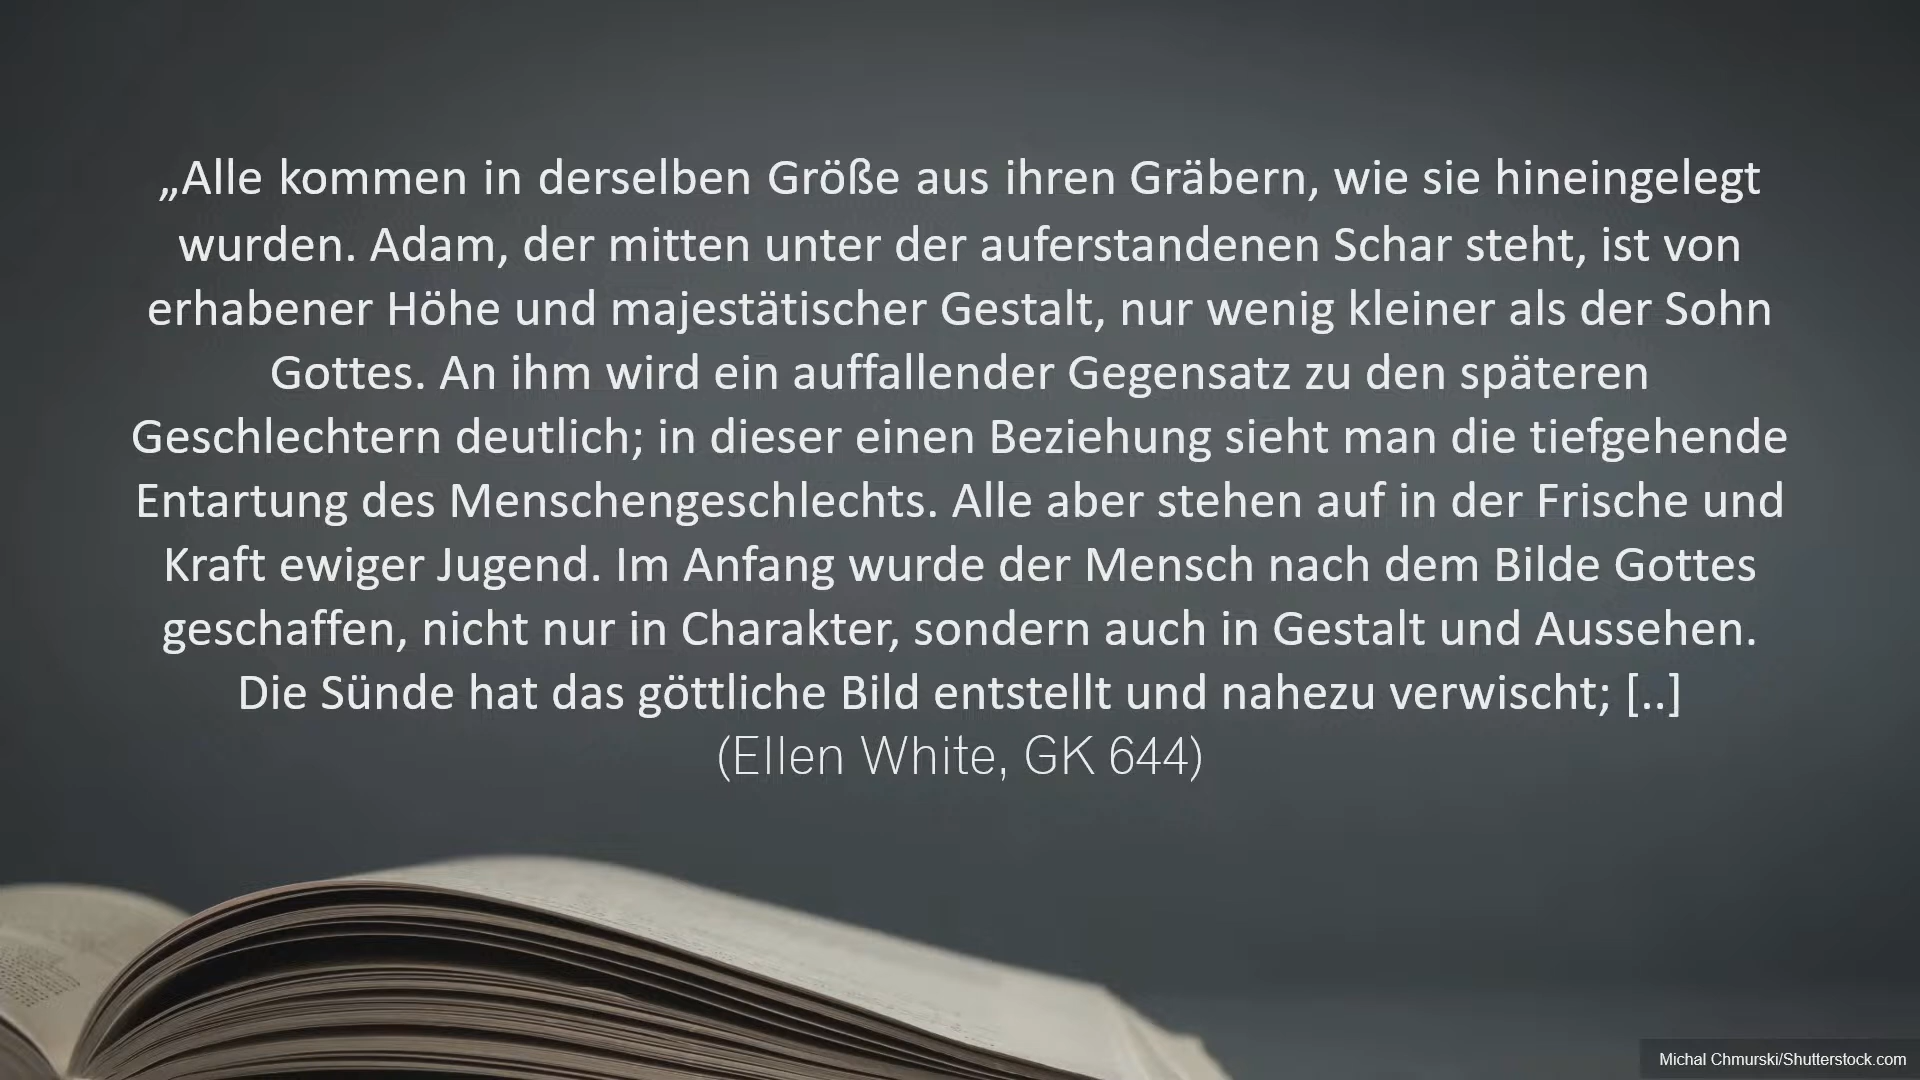 „Alle kommen in derselben Größe aus ihren Gräbern, wie sie hineingelegt
wurden. Adam, der mitten unter der auferstandenen Schar steht, ist von
erhabener Höhe und majestätischer Gestalt, nur wenig kleiner als der Sohn
Gottes. An ihm wird ein auffallender Gegensatz zu den späteren
Geschlechtern deutlich; in dieser einen Beziehung sieht man die tiefgehende
Entartung des Menschengeschlechts. Alle aber stehen auf in der Frische und
Kraft ewiger Jugend. Im Anfang wurde der Mensch nach dem Bilde Gottes
geschaffen, nicht nur in Charakter, sondern auch in Gestalt und Aussehen.
Die Sünde hat das göttliche Bild entstellt und nahezu verwischt; [..]
(Ellen White, GK 644)
Michal Chmurski/Shutterstock.com